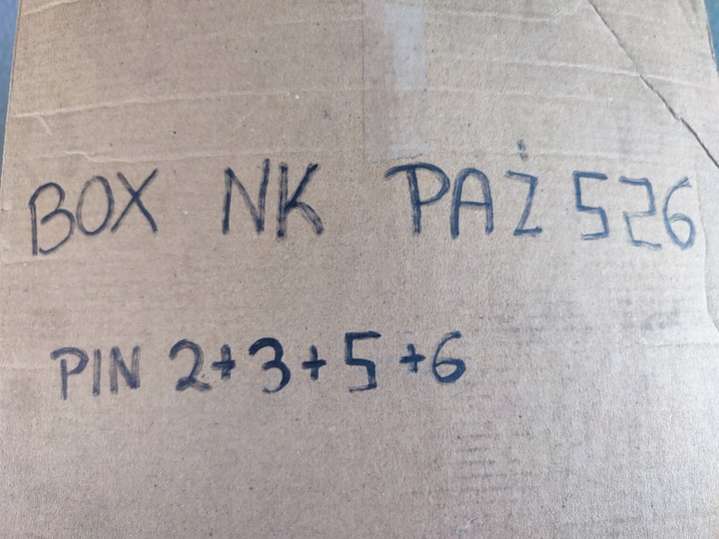 BOX NK PAŻ 526
PIN 2+3+5+6